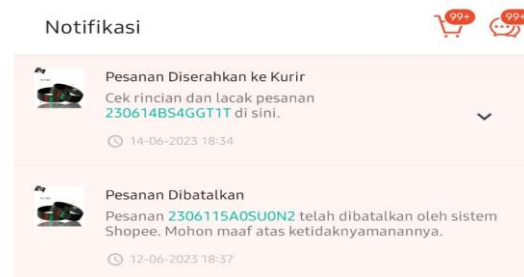 Notifikasi
99+
99+
Pesanan Diserahkan ke Kurir
Cek rincian dan lacak pesanan
230614BS4GGT1T di sini.
14-06-2023 18:34
Pesanan Dibatalkan
Pesanan 2306115A0SU0N2 telah dibatalkan oleh sistem
Shopee. Mohon maaf atas ketidaknyamanannya.
12-06-2023 18:37